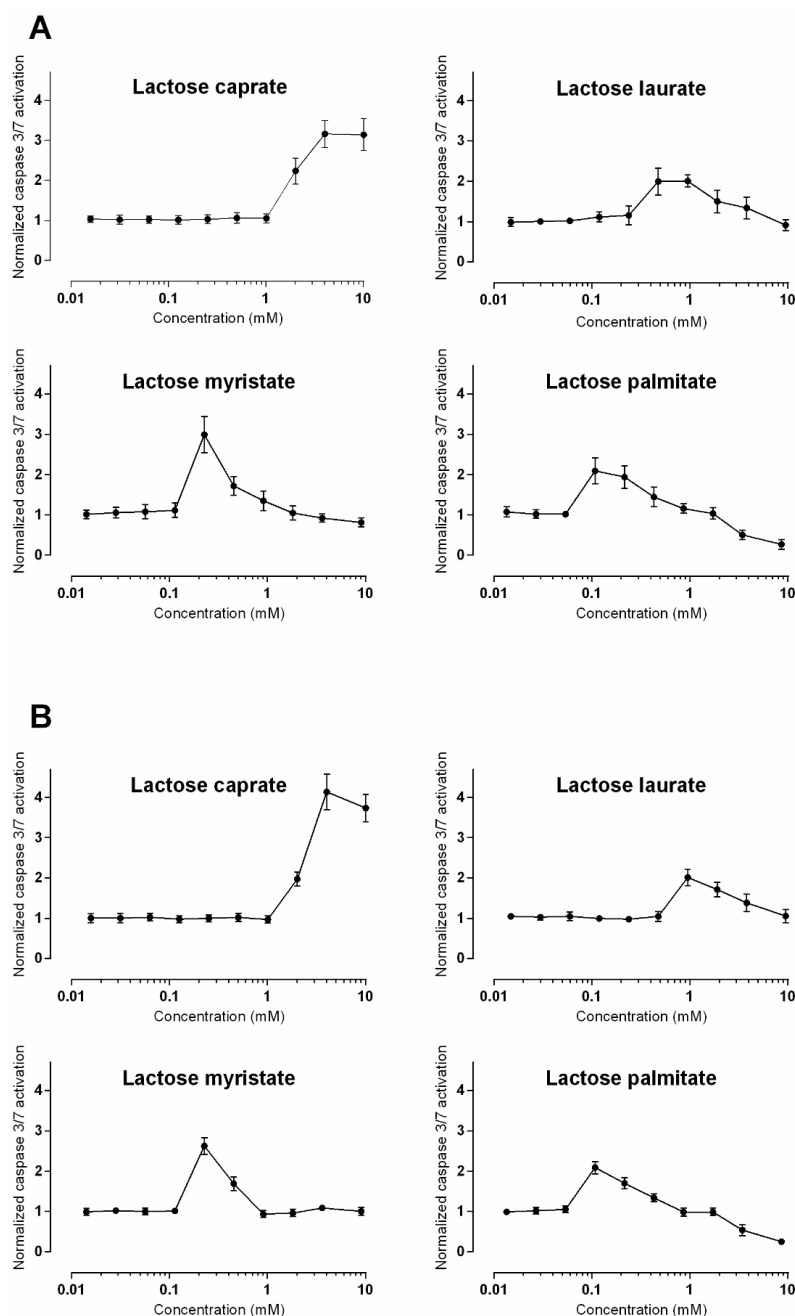 A
Lactose caprate
Normalized caspase 3/7 activation
4
3
2
1
0
0.01 0.1 1 10
Concentration (mM)
Lactose laurate
Normalized caspase 3/7 activation
4
3
2
1
0
0.01 0.1 1 10
Concentration (mM)
Lactose myristate
Normalized caspase 3/7 activation
4
3
2
1
0
0.01 0.1 1 10
Concentration (mM)
Lactose palmitate
Normalized caspase 3/7 activation
4
3
2
1
0
0.01 0.1 1 10
Concentration (mM)
B
Lactose caprate
Normalized caspase 3/7 activation
4
3
2
1
0
0.01 0.1 1 10
Concentration (mM)
Lactose laurate
Normalized caspase 3/7 activation
4
3
2
1
0
0.01 0.1 1 10
Concentration (mM)
Lactose myristate
Normalized caspase 3/7 activation
4
3
2
1
0
0.01 0.1 1 10
Concentration (mM)
Lactose palmitate
Normalized caspase 3/7 activation
4
3
2
1
0
0.01 0.1 1 10
Concentration (mM)